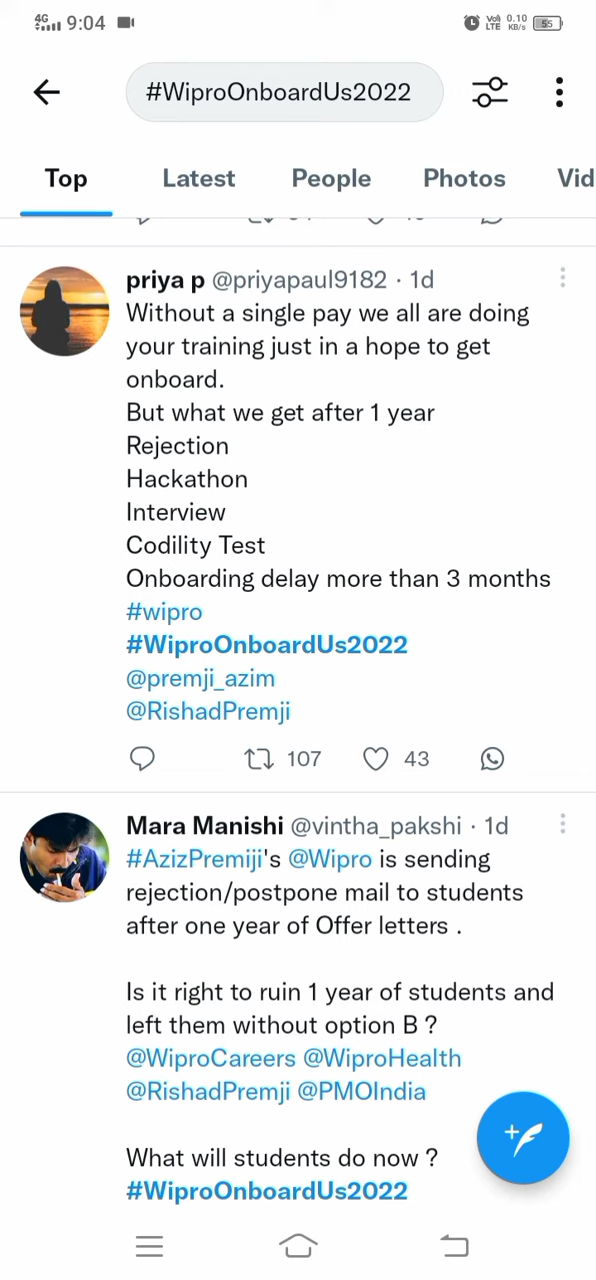 4G 9:04 Vo) LTE 0.10 KB/s 55
#WiproOnboardUs2022
Top Latest People Photos Vid
priya p @priyapaul9182 · 1d
Without a single pay we all are doing
your training just in a hope to get
onboard.
But what we get after 1 year
Rejection
Hackathon
Interview
Codility Test
Onboarding delay more than 3 months
#wipro
#WiproOnboardUs2022
@premji_azim
@RishadPremji
107 43
Mara Manishi @vintha_pakshi · 1d
#AzizPremiji's @Wipro is sending
rejection/postpone mail to students
after one year of Offer letters .
Is it right to ruin 1 year of students and
left them without option B ?
@WiproCareers @WiproHealth
@RishadPremji @PMOIndia
What will students do now ?
#WiproOnboardUs2022